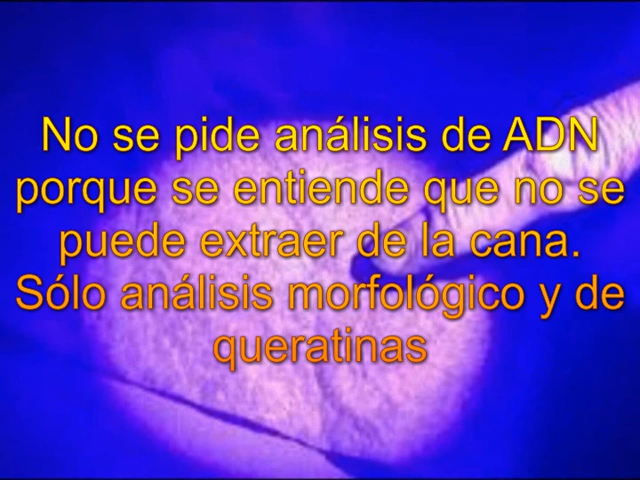 No se pide análisis de ADN
porque se entiende que no se
puede extraer de la cana.
Sólo análisis morfológico y de
queratinas